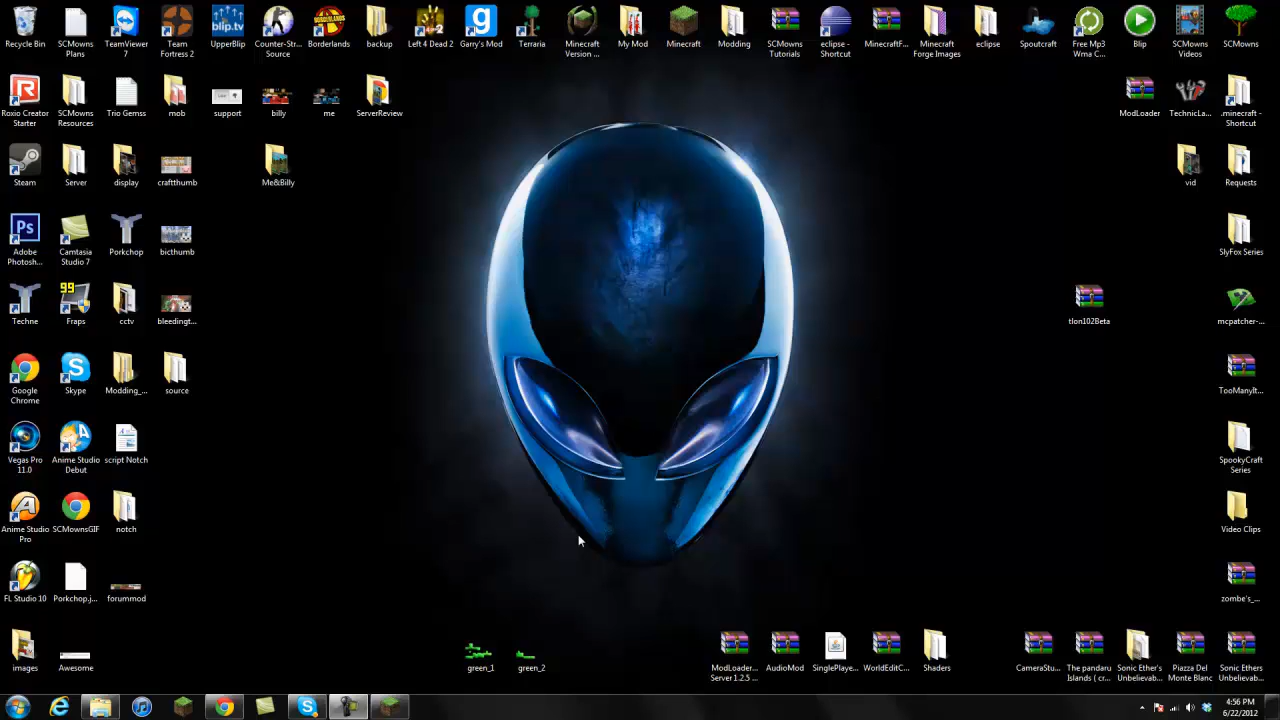 Recycle Bin
SCMowns Plans
TeamViewer 7
Team Fortress 2
UpperBlip
Counter-Str... Source
Borderlands
backup
Left 4 Dead 2
Garry's Mod
Terraria
Minecraft Version ...
My Mod
Minecraft
Modding
SCMowns Tutorials
eclipse - Shortcut
MinecraftF...
Minecraft Forge Images
eclipse
Spoutcraft
Free Mp3 Wma C...
Blip
SCMowns Videos
SCMowns
Roxio Creator Starter
SCMowns Resources
Trio Gemss
mob
support
billy
me
ServerReview
ModLoader
TechnicLa...
.minecraft - Shortcut
Steam
Server
display
craftthumb
Me&Billy
vid
Requests
Adobe Photosh...
Camtasia Studio 7
Porkchop
bicthumb
SlyFox Series
Techne
99
Fraps
cctv
bleedingt...
tlon102Beta
mcpatcher-...
Google Chrome
Skype
Modding_...
source
TooManyIt...
Vegas Pro 11.0
Anime Studio Debut
script Notch
SpookyCraft Series
Anime Studio Pro
SCMownsGIF
notch
Video Clips
FL Studio 10
Porkchop.j...
forummod
zombe's_...
images
Awesome
green_1
green_2
ModLoader... Server 1.2.5 ...
AudioMod
SinglePlaye...
WorldEditC...
Shaders
CameraStu...
The pandaru Islands ( cr...
Sonic Ether's Unbelievab...
Piazza Del Monte Blanc
Sonic Ethers Unbelievab...
4:56 PM
6/22/2012